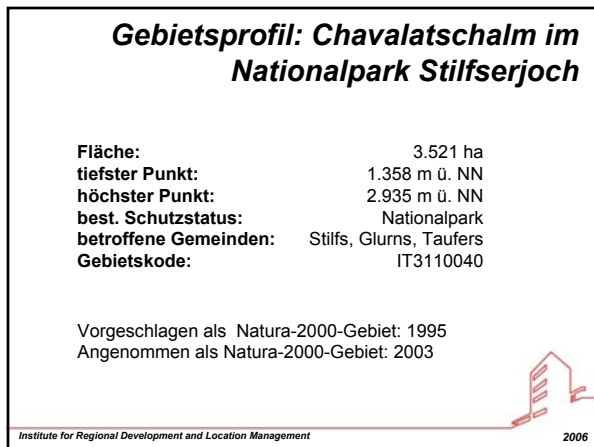 Gebietsprofil: Chavalatschalm im
Nationalpark Stilfserjoch
Fläche: 3.521 ha
tiefster Punkt: 1.358 m ü. NN
höchster Punkt: 2.935 m ü. NN
best. Schutzstatus: Nationalpark
betroffene Gemeinden: Stilfs, Glurns, Taufers
Gebietskode: IT3110040
Vorgeschlagen als Natura-2000-Gebiet: 1995
Angenommen als Natura-2000-Gebiet: 2003
Institute for Regional Development and Location Management 2006